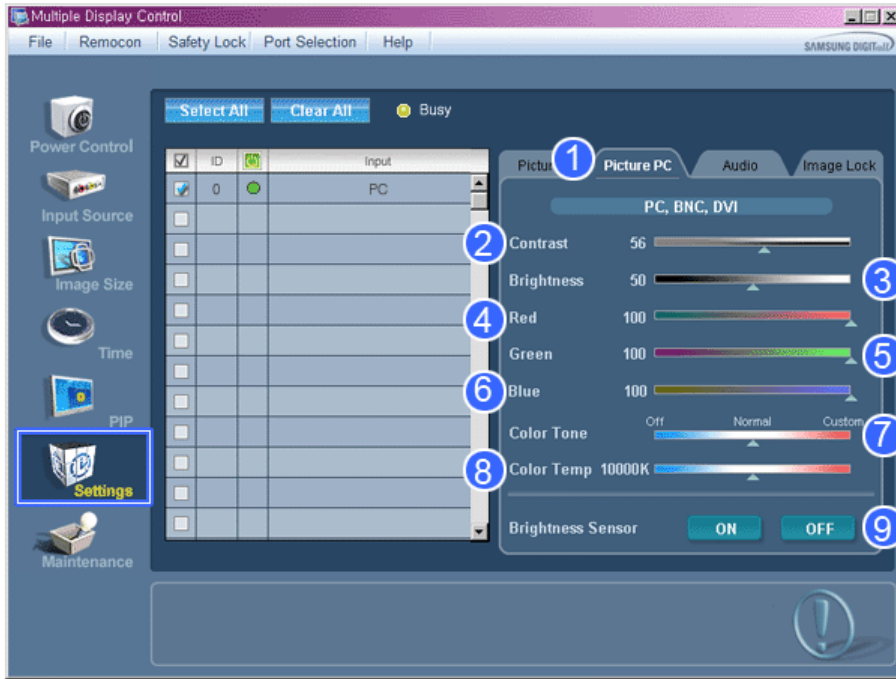 Multiple Display Control
File Remocon Safety Lock Port Selection Help
SAMSUNG DIGITall
Select All Clear All Busy
Power Control
Input Source
Image Size
Time
PIP
Settings
Maintenance
ID Input
0 PC
1 Picture PC Audio Image Lock
PC, BNC, DVI
2 Contrast 56
Brightness 50 3
4 Red 100
Green 100 5
6 Blue 100
Off Normal Custom
Color Tone 7
8 Color Temp 10000K
Brightness Sensor ON OFF 9